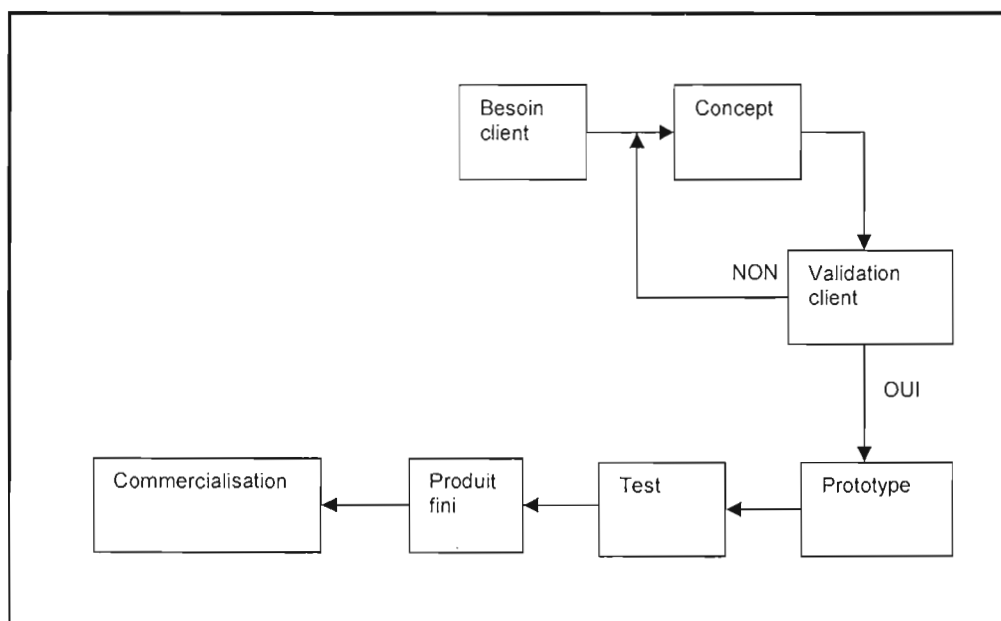 Besoin
client
Concept
NON
Validation
client
OUI
Commercialisation
Produit
fini
Test
Prototype